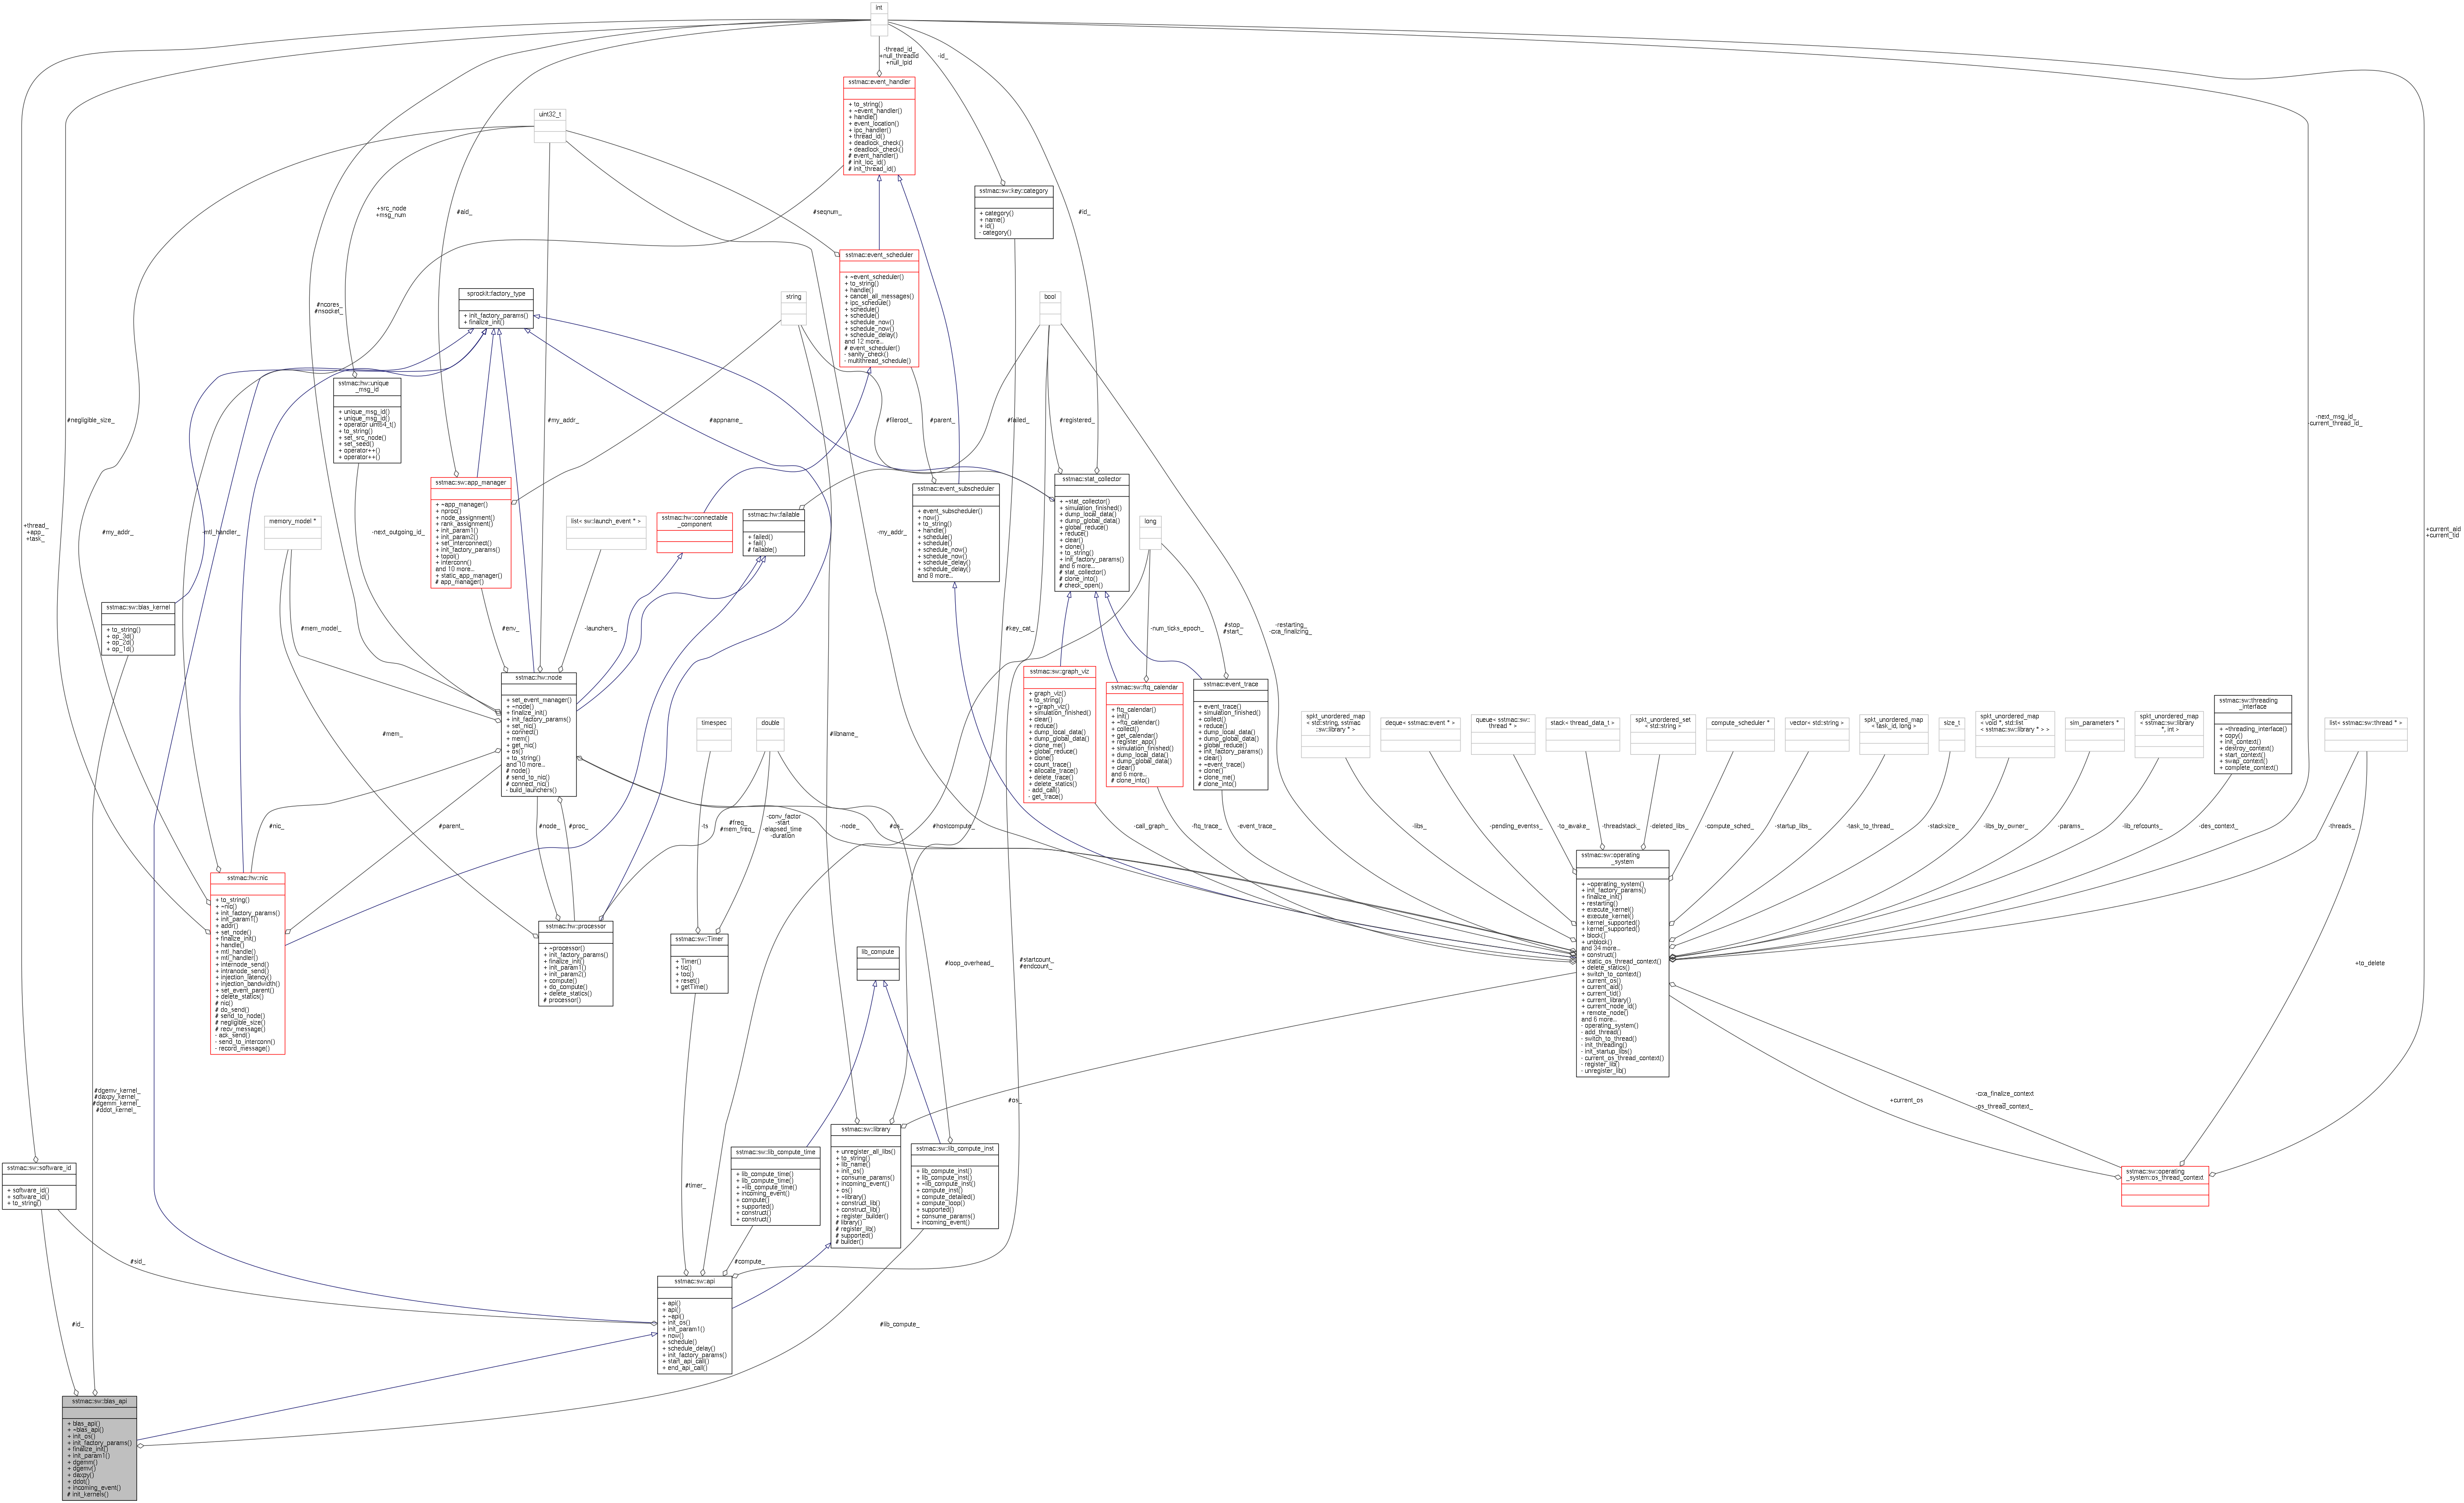 int
-thread_id_
+null_threadid
+null_lpid
-id_
sstmac::event_handler
+ to_string()
+ ~event_handler()
+ handle()
+ event_location()
+ ipc_handler()
+ thread_id()
+ deadlock_check()
+ deadlock_check()
# event_handler()
# init_loc_id()
# init_thread_id()
uint32_t
sstmac::sw::key::category
+ category()
+ name()
+ id()
- category()
+src_node
+msg_num
#aid_
#seqnum_
#id_
sstmac::event_scheduler
+ ~event_scheduler()
+ to_string()
+ handle()
+ cancel_all_messages()
+ ipc_schedule()
+ schedule()
+ schedule()
+ schedule_now()
+ schedule_now()
+ schedule_delay()
and 12 more...
# event_scheduler()
- sanity_check()
- multithread_schedule()
sprockit::factory_type
+ init_factory_params()
+ finalize_init()
string
bool
#ncores_
#nsocket_
sstmac::hw::unique
_msg_id
+ unique_msg_id()
+ unique_msg_id()
+ operator uint64_t()
+ to_string()
+ set_src_node()
+ set_seed()
+ operator++()
+ operator++()
#negligible_size_
#my_addr_
#appname_
#fileroot_
#parent_
#failed_
#registered_
-next_msg_id_
-current_thread_id_
sstmac::sw::app_manager
+ ~app_manager()
+ nproc()
+ node_assignment()
+ rank_assignment()
+ init_param1()
+ init_param2()
+ set_interconnect()
+ init_factory_params()
+ topol()
+ interconn()
and 10 more...
+ static_app_manager()
# app_manager()
sstmac::event_subscheduler
+ event_subscheduler()
+ now()
+ to_string()
+ handle()
+ schedule()
+ schedule()
+ schedule_now()
+ schedule_now()
+ schedule_delay()
+ schedule_delay()
and 8 more...
sstmac::stat_collector
+ ~stat_collector()
+ simulation_finished()
+ dump_local_data()
+ dump_global_data()
+ global_reduce()
+ reduce()
+ clear()
+ clone()
+ to_string()
+ init_factory_params()
and 6 more...
# stat_collector()
# clone_into()
# check_open()
+thread_
+app_
+task_
#my_addr_
-mtl_handler_
memory_model *
-next_outgoing_id_
list< sw::launch_event * >
sstmac::hw::connectable
_component
sstmac::hw::failable
+ failed()
+ fail()
# failable()
-my_addr_
long
+current_aid
+current_tid
sstmac::sw::blas_kernel
+ to_string()
+ op_3d()
+ op_2d()
+ op_1d()
#mem_model_
#env_
-launchers_
#key_cat_
-num_ticks_epoch_
#stop_
#start_
-restarting_
-cxa_finalizing_
sstmac::hw::node
+ set_event_manager()
+ ~node()
+ finalize_init()
+ init_factory_params()
+ set_nic()
+ connect()
+ mem()
+ get_nic()
+ os()
+ to_string()
and 10 more...
# node()
# send_to_nic()
# connect_nic()
- build_launchers()
sstmac::sw::graph_viz
+ graph_viz()
+ to_string()
+ ~graph_viz()
+ simulation_finished()
+ clear()
+ reduce()
+ dump_local_data()
+ dump_global_data()
+ clone_me()
+ global_reduce()
+ clone()
+ count_trace()
+ allocate_trace()
+ delete_trace()
+ delete_statics()
- add_call()
- get_trace()
sstmac::sw::ftq_calendar
+ ftq_calendar()
+ init()
+ ~ftq_calendar()
+ collect()
+ get_calendar()
+ register_app()
+ simulation_finished()
+ dump_local_data()
+ dump_global_data()
+ clear()
and 6 more...
# clone_into()
sstmac::event_trace
+ event_trace()
+ simulation_finished()
+ collect()
+ reduce()
+ dump_local_data()
+ dump_global_data()
+ global_reduce()
+ init_factory_params()
+ clear()
+ ~event_trace()
+ clone()
+ clone_me()
# clone_into()
#mem_
timespec
double
#libname_
spkt_unordered_map
< std::string, sstmac
::sw::library * >
deque< sstmac::event * >
queue< sstmac::sw::
thread * >
stack< thread_data_t >
spkt_unordered_set
< std::string >
compute_scheduler *
vector< std::string >
spkt_unordered_map
< task_id, long >
size_t
spkt_unordered_map
< void *, std::list
< sstmac::sw::library * > >
sim_parameters *
spkt_unordered_map
< sstmac::sw::library
*, int >
sstmac::sw::threading
_interface
+ ~threading_interface()
+ copy()
+ init_context()
+ destroy_context()
+ start_context()
+ swap_context()
+ complete_context()
list< sstmac::sw::thread * >
#nic_
#parent_
#node_
#proc_
-ts
#freq_
#mem_freq_
-conv_factor
-start
-elapsed_time
-duration
-node_
#os_
#hostcompute_
-call_graph_
-ftq_trace_
-event_trace_
-libs_
-pending_eventss_
-to_awake_
-threadstack_
-deleted_libs_
-compute_sched_
-startup_libs_
-task_to_thread_
-stacksize_
-libs_by_owner_
-params_
-lib_refcounts_
-des_context_
-threads_
sstmac::hw::nic
+ to_string()
+ ~nic()
+ init_factory_params()
+ init_param1()
+ addr()
+ set_node()
+ finalize_init()
+ handle()
+ mtl_handle()
+ mtl_handler()
+ internode_send()
+ intranode_send()
+ injection_latency()
+ injection_bandwidth()
+ set_event_parent()
+ delete_statics()
# nic()
# do_send()
# send_to_node()
# negligible_size()
# recv_message()
- ack_send()
- send_to_interconn()
- record_message()
sstmac::hw::processor
+ ~processor()
+ init_factory_params()
+ finalize_init()
+ init_param1()
+ init_param2()
+ compute()
+ do_compute()
+ delete_statics()
# processor()
sstmac::sw::Timer
+ Timer()
+ tic()
+ toc()
+ reset()
+ getTime()
lib_compute
#loop_overhead_
#startcount_
#endcount_
sstmac::sw::operating
_system
+ ~operating_system()
+ init_factory_params()
+ finalize_init()
+ restarting()
+ execute_kernel()
+ execute_kernel()
+ kernel_supported()
+ kernel_supported()
+ block()
+ unblock()
and 34 more...
+ construct()
+ static_os_thread_context()
+ delete_statics()
+ switch_to_context()
+ current_os()
+ current_aid()
+ current_tid()
+ current_library()
+ current_node_id()
+ remote_node()
and 6 more...
- operating_system()
- add_thread()
- switch_to_thread()
- init_threading()
- init_startup_libs()
- current_os_thread_context()
- register_lib()
- unregister_lib()
+to_delete
#dgemv_kernel_
#daxpy_kernel_
#dgemm_kernel_
#ddot_kernel_
#os_
+current_os
-cxa_finalize_context
_
-os_thread_context_
sstmac::sw::software_id
+ software_id()
+ software_id()
+ to_string()
#timer_
sstmac::sw::lib_compute_time
+ lib_compute_time()
+ lib_compute_time()
+ ~lib_compute_time()
+ incoming_event()
+ compute()
+ supported()
+ construct()
+ construct()
sstmac::sw::library
+ unregister_all_libs()
+ to_string()
+ lib_name()
+ init_os()
+ consume_params()
+ incoming_event()
+ os()
+ ~library()
+ construct_lib()
+ construct_lib()
+ register_builder()
# library()
# register_lib()
# supported()
# builder()
sstmac::sw::lib_compute_inst
+ lib_compute_inst()
+ lib_compute_inst()
+ ~lib_compute_inst()
+ compute_inst()
+ compute_detailed()
+ compute_loop()
+ supported()
+ consume_params()
+ incoming_event()
sstmac::sw::operating
_system::os_thread_context
#sid_
#compute_
sstmac::sw::api
+ api()
+ api()
+ ~api()
+ init_os()
+ init_param1()
+ now()
+ schedule()
+ schedule_delay()
+ init_factory_params()
+ start_api_call()
+ end_api_call()
#id_
#lib_compute_
sstmac::sw::blas_api
+ blas_api()
+ ~blas_api()
+ init_os()
+ init_factory_params()
+ finalize_init()
+ init_param1()
+ dgemm()
+ dgemv()
+ daxpy()
+ ddot()
+ incoming_event()
# init_kernels()